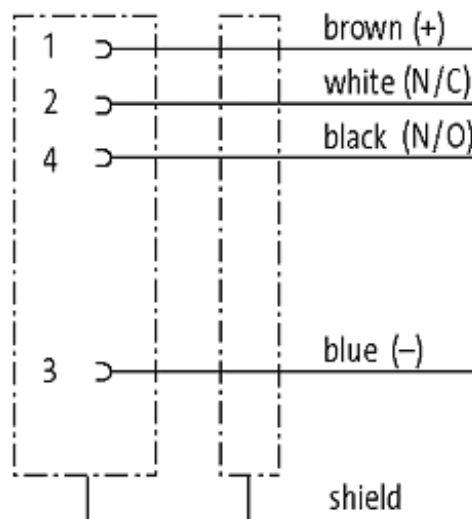 1 brown (+)
2 white (N/C)
4 black (N/O)
3 blue (–)
shield